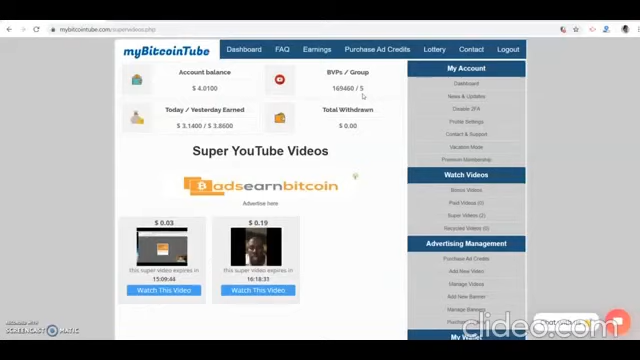 mybitcointube.com/supervideos.php
myBitcoinTube
Dashboard FAQ Earnings Purchase Ad Credits Lottery Contact Logout
Account balance
$ 4.0100
BVPs / Group
169460 / 5
Today / Yesterday Earned
$ 3.1400 / $ 3.8600
Total Withdrawn
$ 0.00
Super YouTube Videos
adsearnbitcoin
Advertise here
$ 0.03
This super video expires in
15:09:44
Watch This Video
$ 0.19
This super video expires in
16:18:33
Watch This Video
My Account
Dashboard
News & Updates
Disable 2FA
Profile Settings
Contact & Support
Vacation Mode
Premium Membership
Watch Videos
Bonus Videos
Paid Videos (0)
Super Videos (2)
Recycled Videos (0)
Advertising Management
Purchase Ad Credits
Add New Video
Manage Videos
Add New Banner
Manage Banners
My Wallet
RECORDED WITH
SCREENCAST MATIC
clideo.com